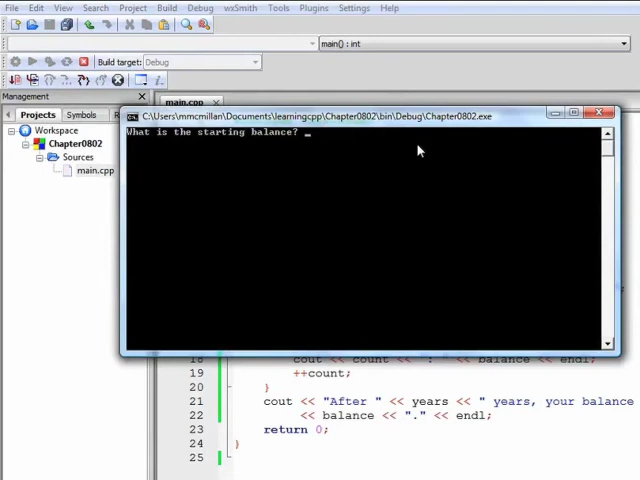 File Edit View Search Project Build Debug wxSmith Tools Plugins Settings Help
main() : int
Build target: Debug
Management
main.cpp
Projects Symbols
Workspace
Chapter0802
Sources
main.cpp
C:\Users\mmcmillan\Documents\learningcpp\Chapter0802\bin\Debug\Chapter0802.exe
What is the starting balance? _
18 cout << count << ": " << balance << endl;
19 ++count;
20 }
21 cout << "After " << years << " years, your balance
22 << balance << "." << endl;
23 return 0;
24 }
25